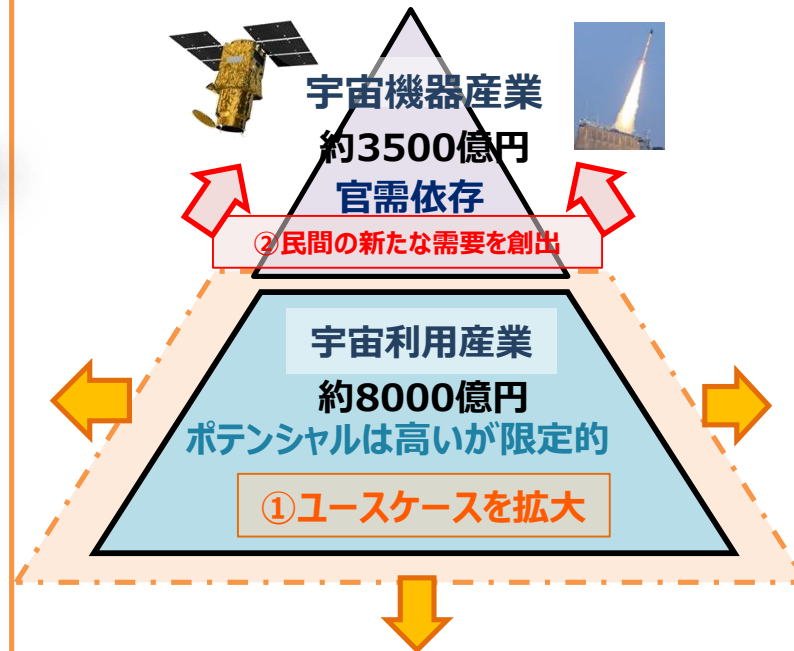 宇宙機器産業
約3500億円
官需依存
②民間の新たな需要を創出
宇宙利用産業
約8000億円
ポテンシャルは高いが限定的
①ユースケースを拡大